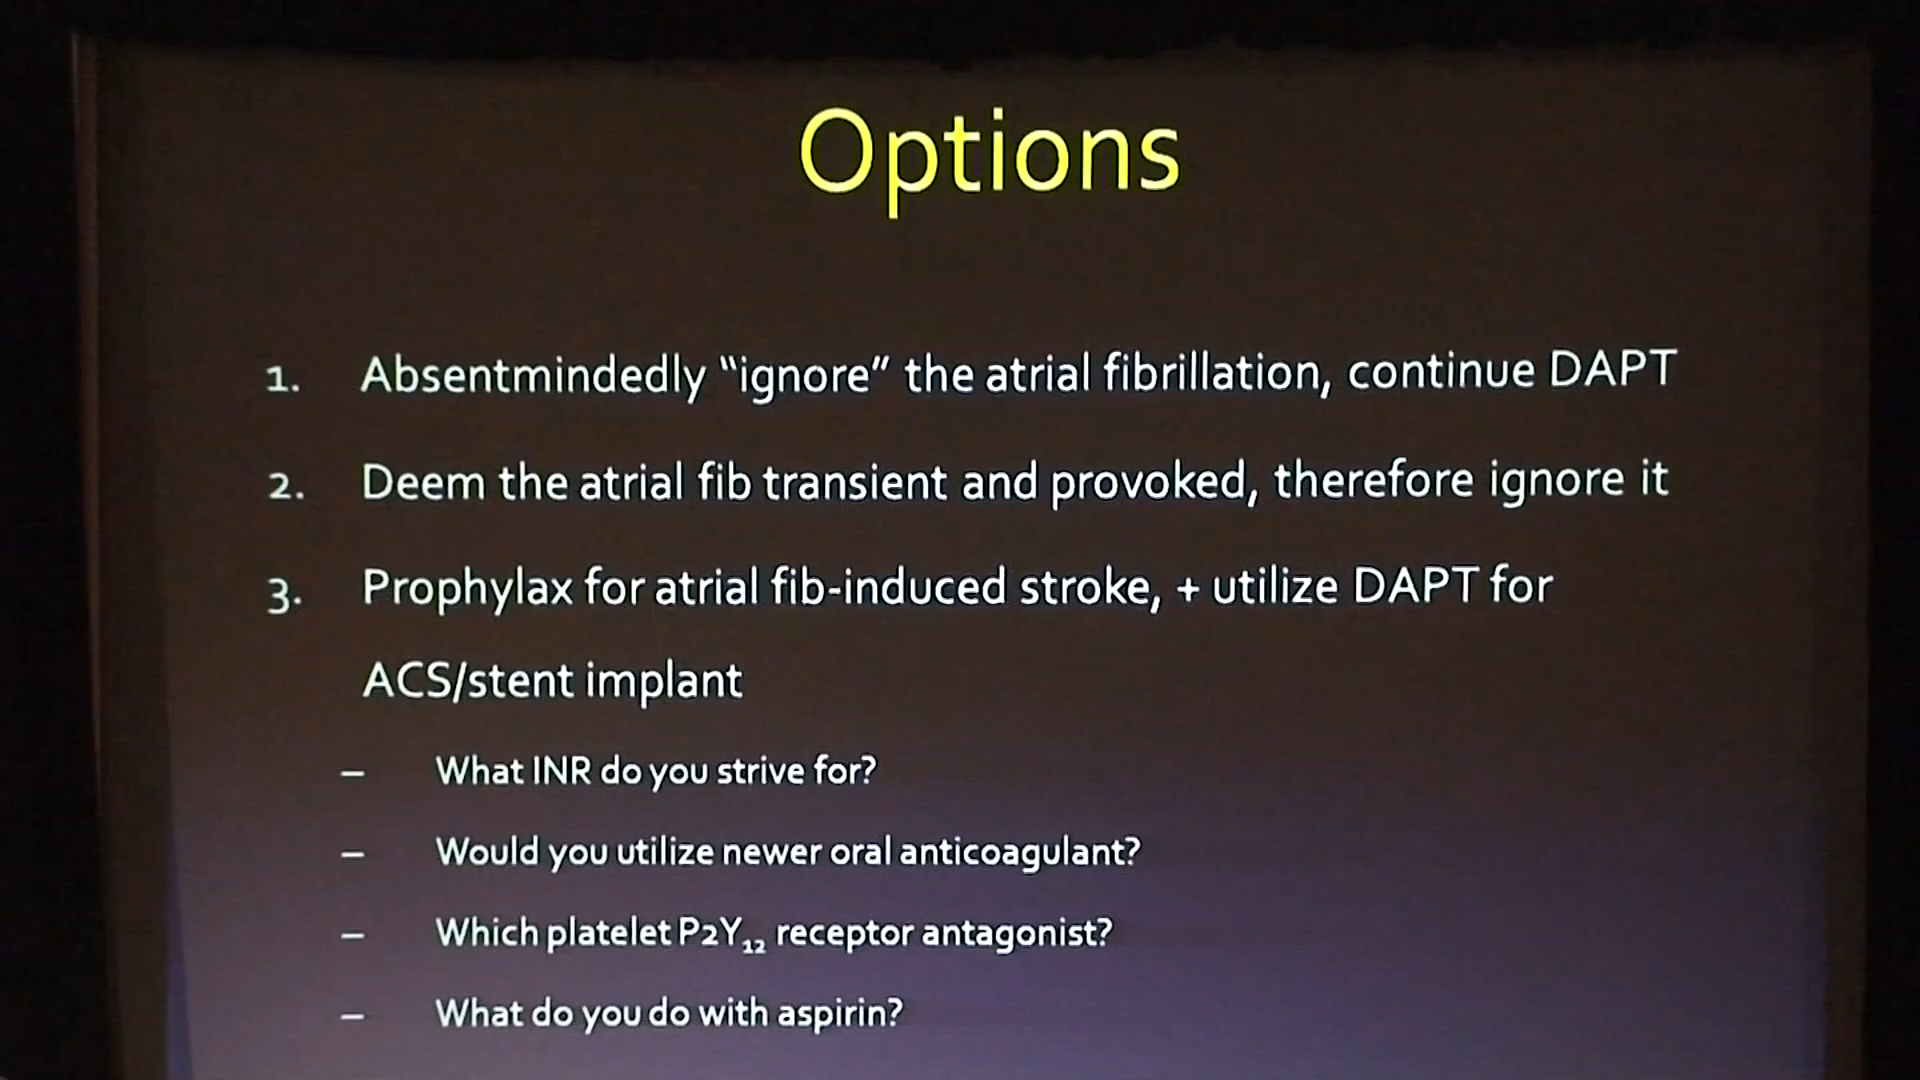 Options
1. Absentmindedly “ignore” the atrial fibrillation, continue DAPT
2. Deem the atrial fib transient and provoked, therefore ignore it
3. Prophylax for atrial fib-induced stroke, + utilize DAPT for
ACS/stent implant
– What INR do you strive for?
– Would you utilize newer oral anticoagulant?
– Which platelet P2Y₁₂ receptor antagonist?
– What do you do with aspirin?